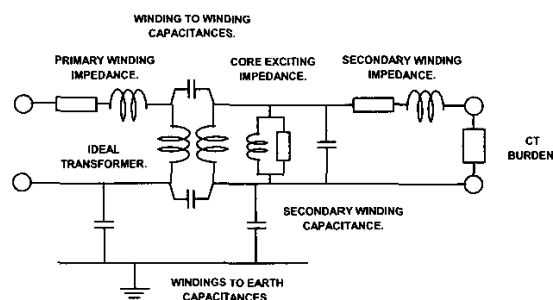 WINDING TO WINDING
CAPACITANCES.
PRIMARY WINDING
IMPEDANCE.
CORE EXCITING
IMPEDANCE.
SECONDARY WINDING
IMPEDANCE.
IDEAL
TRANSFORMER.
CT
BURDEN
SECONDARY WINDING
CAPACITANCE.
WINDINGS TO EARTH
CAPACITANCES